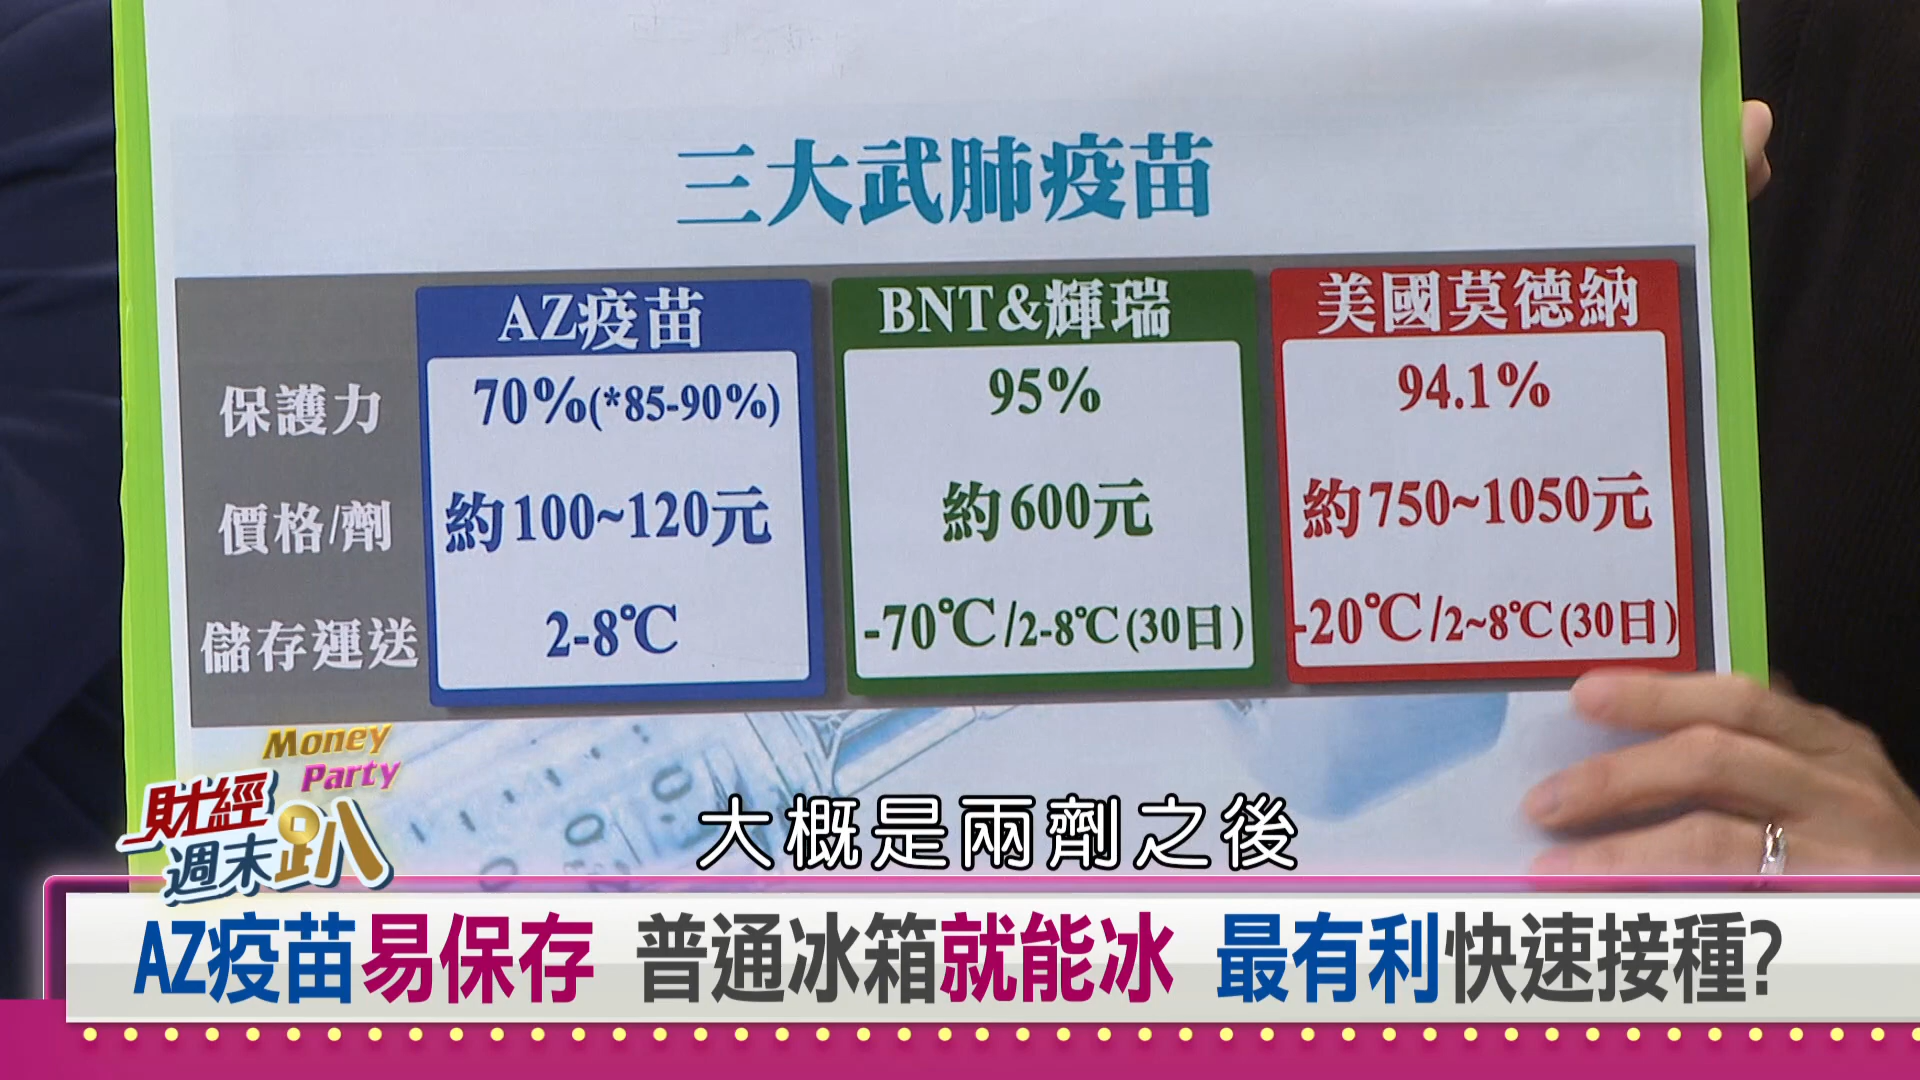 三大武肺疫苗
AZ疫苗 BNT&輝瑞 美國莫德納
保護力 70%(*85-90%) 95% 94.1%
價格/劑 約100~120元 約600元 約750~1050元
儲存運送 2-8℃ -70℃/2-8℃(30日) -20℃/2~8℃(30日)
Money
Party
財經
週末趴
大概是兩劑之後
AZ疫苗易保存 普通冰箱就能冰 最有利快速接種?